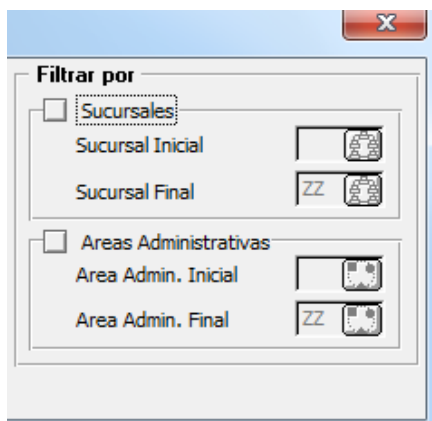 Filtrar por
Sucursales
Sucursal Inicial
Sucursal Final ZZ
Areas Administrativas
Area Admin. Inicial
Area Admin. Final ZZ